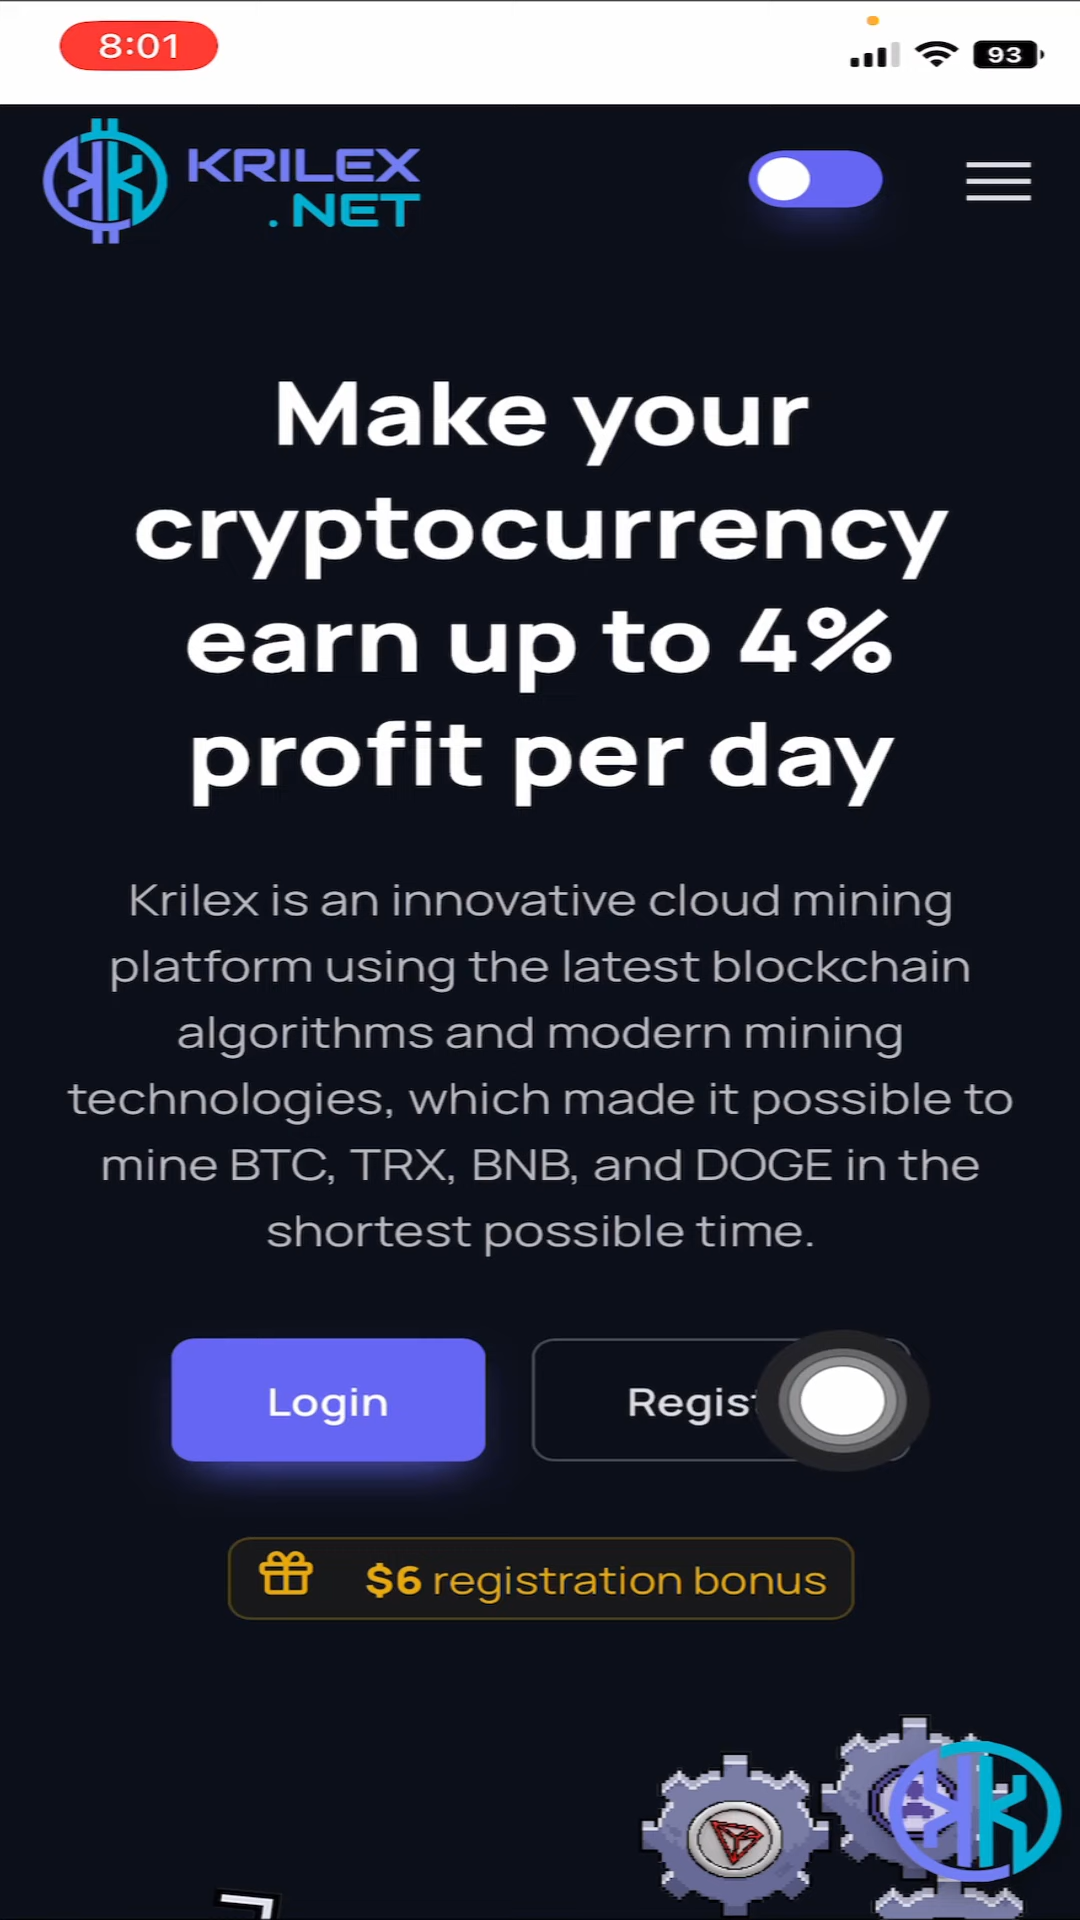 8:01
93
KRILEX
.NET
Make your
cryptocurrency
earn up to 4%
profit per day
Krilex is an innovative cloud mining
platform using the latest blockchain
algorithms and modern mining
technologies, which made it possible to
mine BTC, TRX, BNB, and DOGE in the
shortest possible time.
Login
Regist
$6 registration bonus